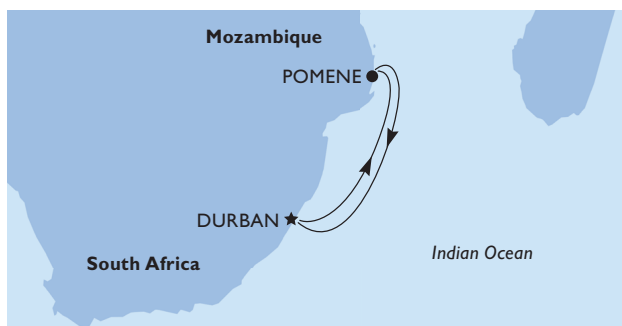 Mozambique
POMENE
DURBAN
South Africa
Indian Ocean